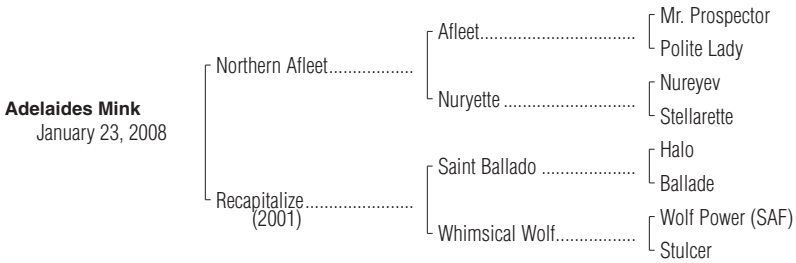 Mr. Prospector
Afleet
Polite Lady
Northern Afleet
Nureyev
Nuryette
Stellarette
Adelaides Mink
January 23, 2008
Halo
Saint Ballado
Ballade
Recapitalize
(2001)
Wolf Power (SAF)
Whimsical Wolf
Stulcer